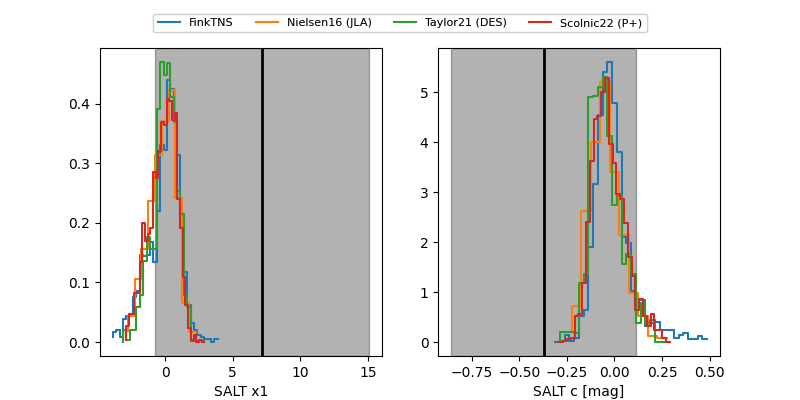 FinkTNS Nielsen16 (JLA) Taylor21 (DES) Scolnic22 (P+)
0.4
0.3
0.2
0.1
0.0
0 5 10 15
SALT x1
5
4
3
2
1
0
−0.75 −0.50 −0.25 0.00 0.25 0.50
SALT c [mag]